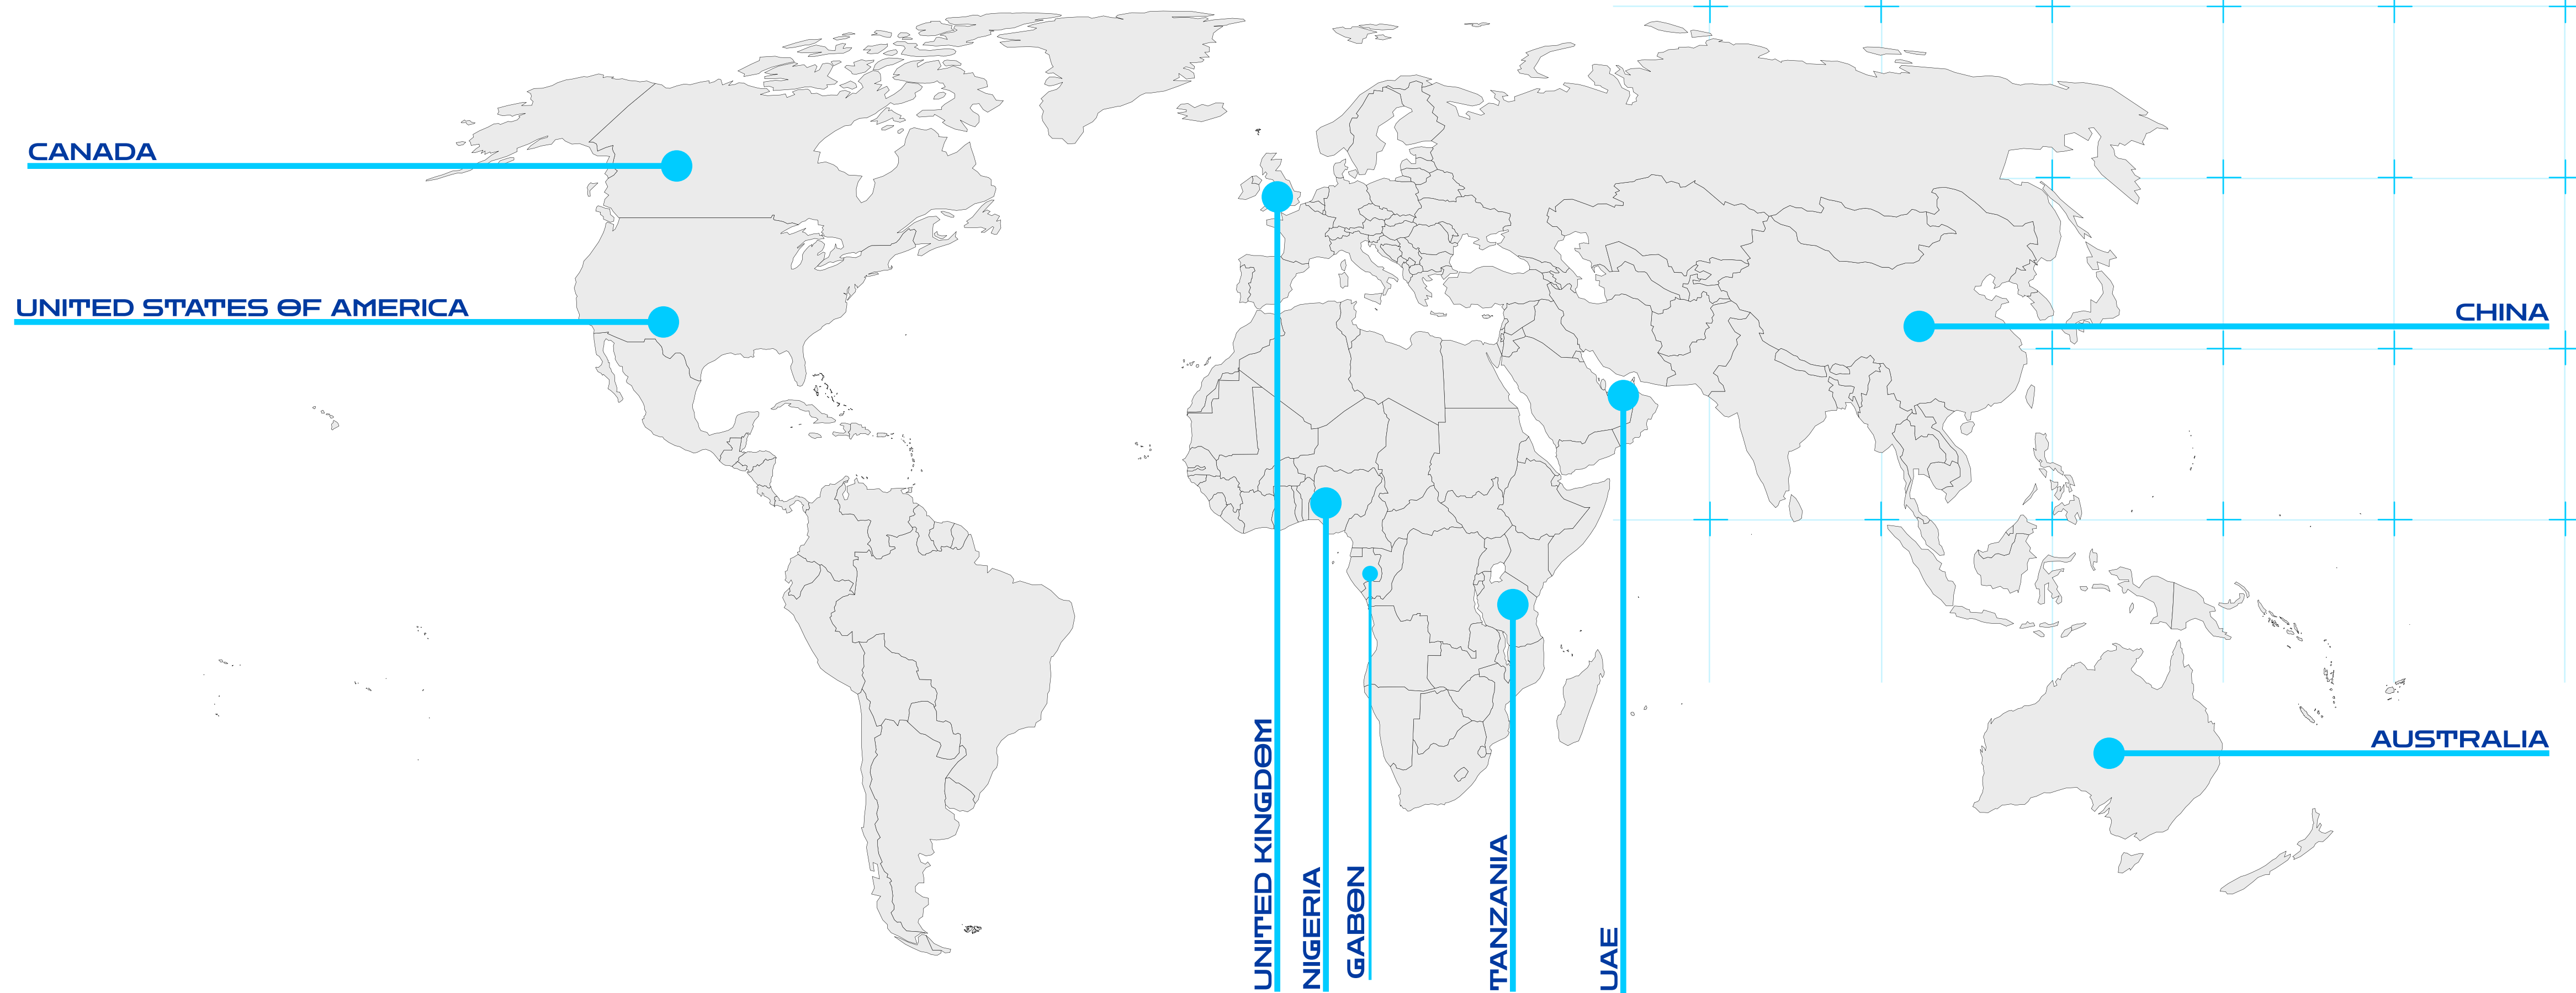 CANADA
UNITED STATES OF AMERICA
CHINA
AUSTRALIA
UNITED KINGDOM
NIGERIA
GABON
TANZANIA
UAE